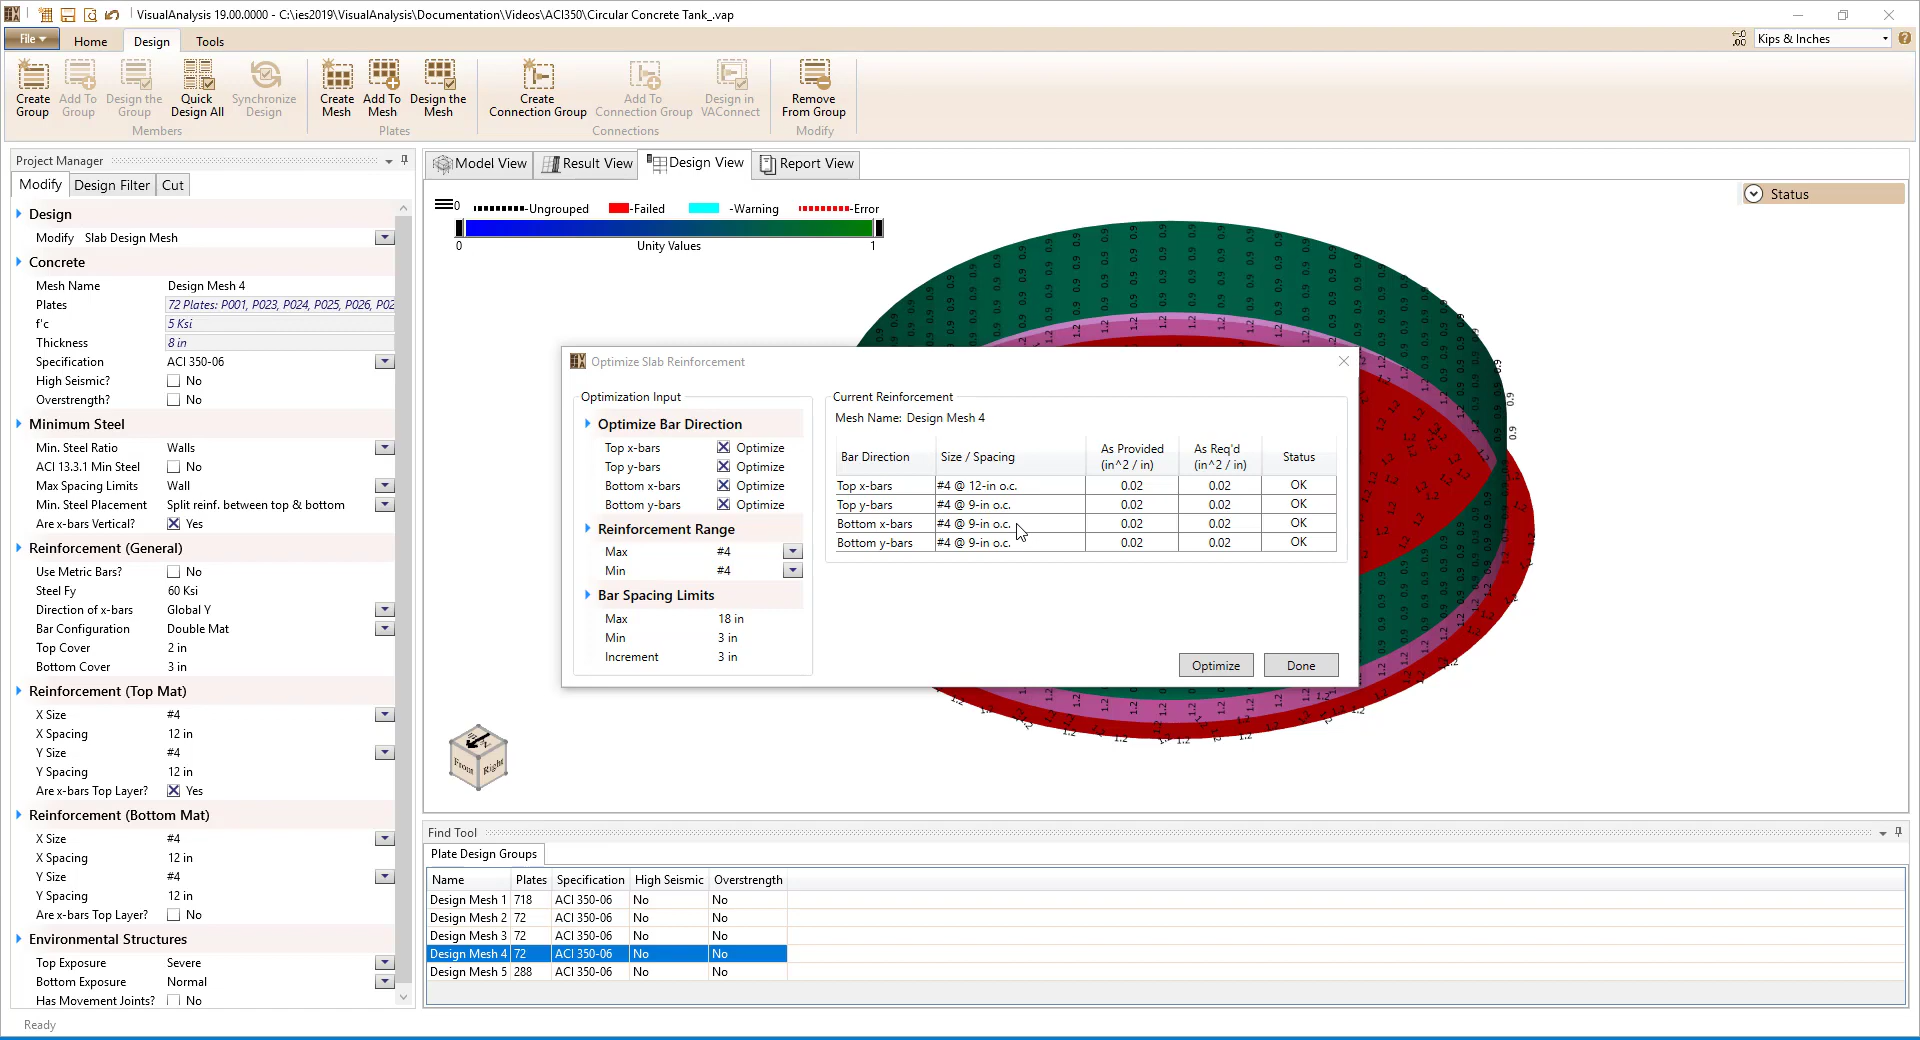 VisualAnalysis 19.00.0000 - C:\ies2019\VisualAnalysis\Documentation\Videos\ACI350\Circular Concrete Tank_.vap
File Home Design Tools
Kips & Inches
Create Group
Add To Group
Design the Group
Quick Design All
Synchronize Design
Members
Create Mesh
Add To Mesh
Design the Mesh
Plates
Create Connection Group
Add To Connection Group
Design in VAConnect
Connections
Remove From Group
Modify
Project Manager
Modify Design Filter Cut
Design
Modify Slab Design Mesh
Concrete
Mesh Name Design Mesh 4
Plates 72 Plates: P001, P023, P024, P025, P026, P02
f'c 5 Ksi
Thickness 8 in
Specification ACI 350-06
High Seismic? No
Overstrength? No
Minimum Steel
Min. Steel Ratio Walls
ACI 13.3.1 Min Steel No
Max Spacing Limits Wall
Min. Steel Placement Split reinf. between top & bottom
Are x-bars Vertical? Yes
Reinforcement (General)
Use Metric Bars? No
Steel Fy 60 Ksi
Direction of x-bars Global Y
Bar Configuration Double Mat
Top Cover 2 in
Bottom Cover 3 in
Reinforcement (Top Mat)
X Size #4
X Spacing 12 in
Y Size #4
Y Spacing 12 in
Are x-bars Top Layer? Yes
Reinforcement (Bottom Mat)
X Size #4
X Spacing 12 in
Y Size #4
Y Spacing 12 in
Are x-bars Top Layer? No
Environmental Structures
Top Exposure Severe
Bottom Exposure Normal
Has Movement Joints? No
Ready
Model View Result View Design View Report View
0 -Ungrouped -Failed -Warning -Error
0 Unity Values 1
Status
Optimize Slab Reinforcement
Optimization Input
Optimize Bar Direction
Top x-bars Optimize
Top y-bars Optimize
Bottom x-bars Optimize
Bottom y-bars Optimize
Reinforcement Range
Max #4
Min #4
Bar Spacing Limits
Max 18 in
Min 3 in
Increment 3 in
Current Reinforcement
Mesh Name: Design Mesh 4
Bar Direction Size / Spacing As Provided (in^2 / in) As Req'd (in^2 / in) Status
Top x-bars #4 @ 12-in o.c. 0.02 0.02 OK
Top y-bars #4 @ 9-in o.c. 0.02 0.02 OK
Bottom x-bars #4 @ 9-in o.c. 0.02 0.02 OK
Bottom y-bars #4 @ 9-in o.c. 0.02 0.02 OK
Optimize Done
Front Right
Find Tool
Plate Design Groups
Name Plates Specification High Seismic Overstrength
Design Mesh 1 718 ACI 350-06 No No
Design Mesh 2 72 ACI 350-06 No No
Design Mesh 3 72 ACI 350-06 No No
Design Mesh 4 72 ACI 350-06 No No
Design Mesh 5 288 ACI 350-06 No No